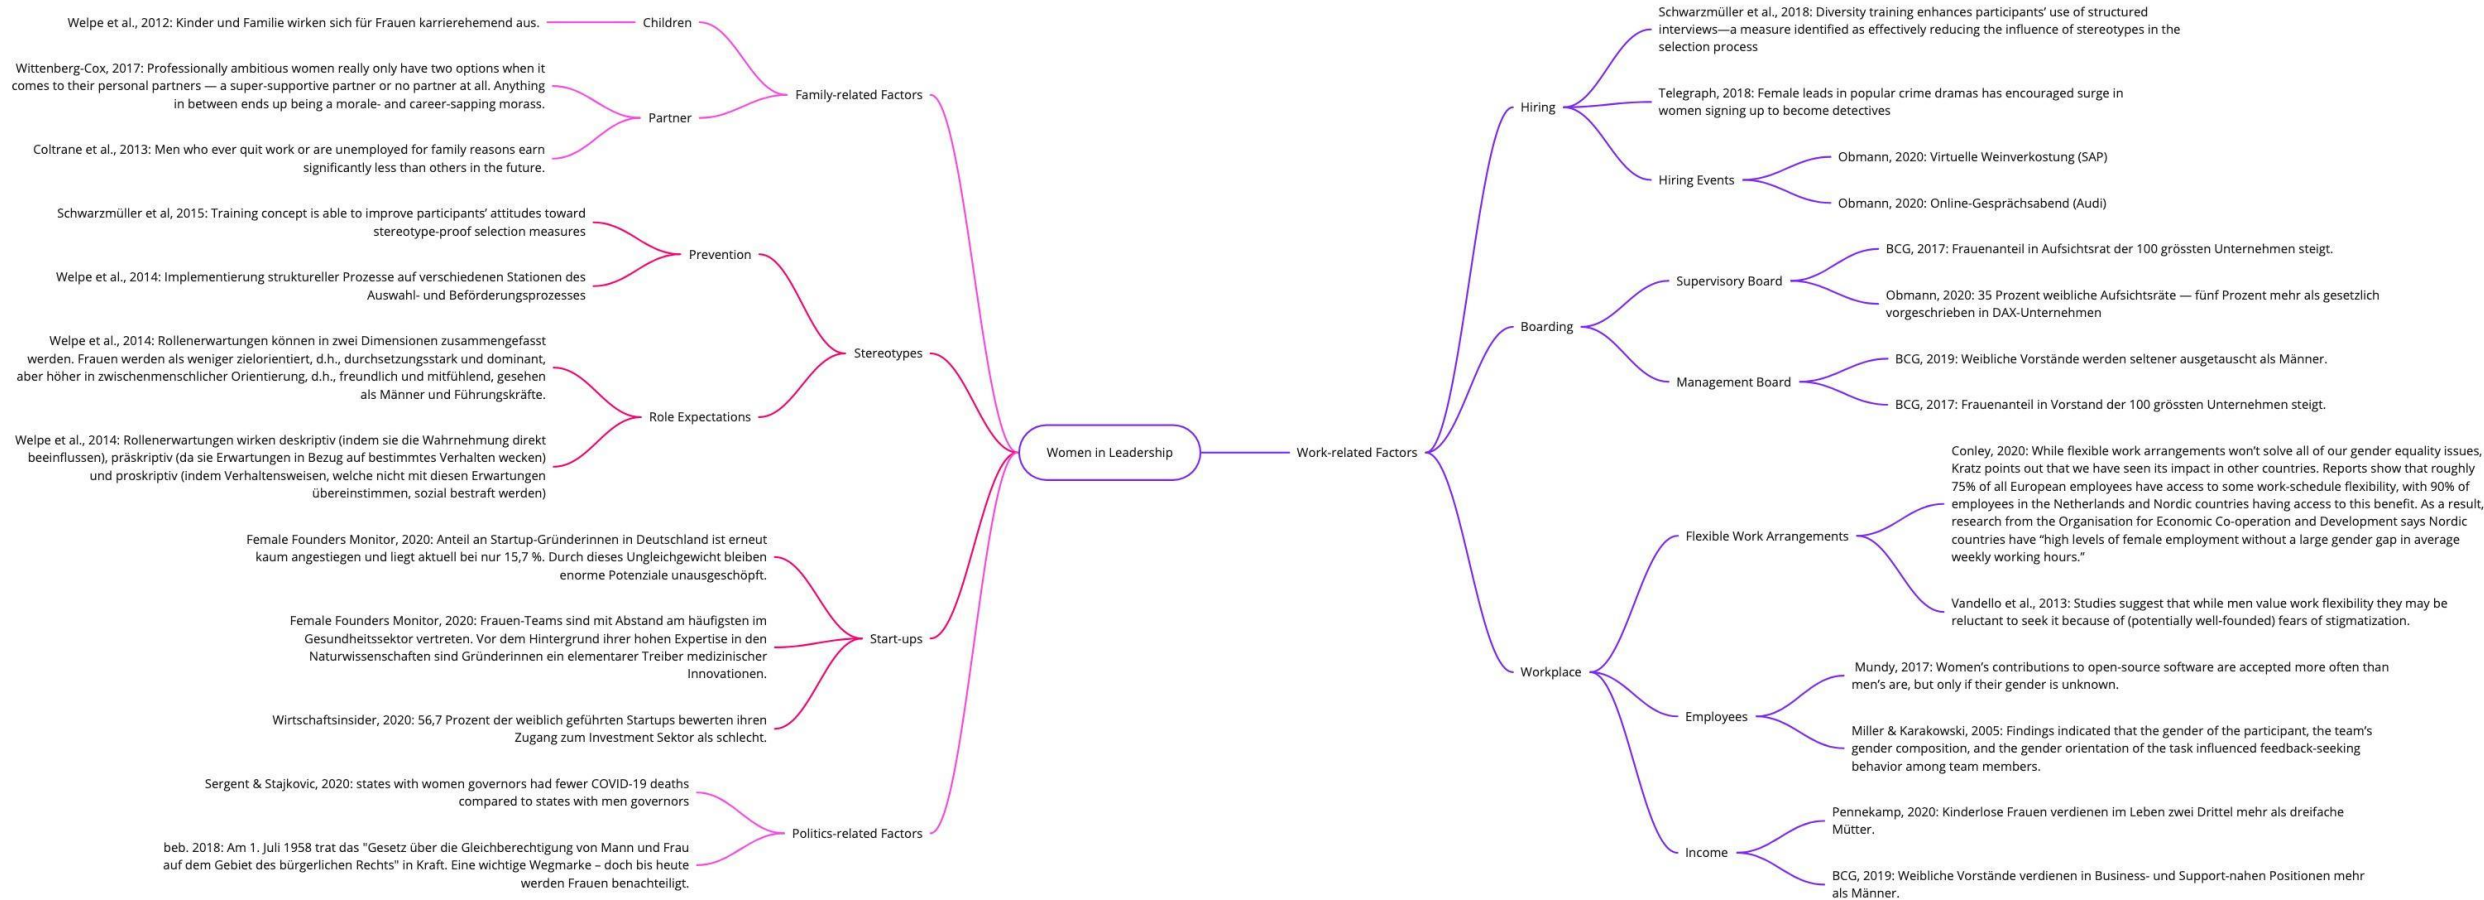 Women in Leadership
Family-related Factors
Children
Welpe et al., 2012: Kinder und Familie wirken sich für Frauen karrierehemend aus.
Partner
Wittenberg-Cox, 2017: Professionally ambitious women really only have two options when it
comes to their personal partners — a super-supportive partner or no partner at all. Anything
in between ends up being a morale- and career-sapping morass.
Coltrane et al., 2013: Men who ever quit work or are unemployed for family reasons earn
significantly less than others in the future.
Stereotypes
Prevention
Schwarzmüller et al, 2015: Training concept is able to improve participants’ attitudes toward
stereotype-proof selection measures
Welpe et al., 2014: Implementierung struktureller Prozesse auf verschiedenen Stationen des
Auswahl- und Beförderungsprozesses
Role Expectations
Welpe et al., 2014: Rollenerwartungen können in zwei Dimensionen zusammengefasst
werden. Frauen werden als weniger zielorientiert, d.h., durchsetzungsstark und dominant,
aber höher in zwischenmenschlicher Orientierung, d.h., freundlich und mitfühlend, gesehen
als Männer und Führungskräfte.
Welpe et al., 2014: Rollenerwartungen wirken deskriptiv (indem sie die Wahrnehmung direkt
beeinflussen), präskriptiv (da sie Erwartungen in Bezug auf bestimmtes Verhalten wecken)
und proskriptiv (indem Verhaltensweisen, welche nicht mit diesen Erwartungen
übereinstimmen, sozial bestraft werden)
Start-ups
Female Founders Monitor, 2020: Anteil an Startup-Gründerinnen in Deutschland ist erneut
kaum angestiegen und liegt aktuell bei nur 15,7 %. Durch dieses Ungleichgewicht bleiben
enorme Potenziale unausgeschöpft.
Female Founders Monitor, 2020: Frauen-Teams sind mit Abstand am häufigsten im
Gesundheitssektor vertreten. Vor dem Hintergrund ihrer hohen Expertise in den
Naturwissenschaften sind Gründerinnen ein elementarer Treiber medizinischer
Innovationen.
Wirtschaftsinsider, 2020: 56,7 Prozent der weiblich geführten Startups bewerten ihren
Zugang zum Investment Sektor als schlecht.
Politics-related Factors
Sergent & Stajkovic, 2020: states with women governors had fewer COVID-19 deaths
compared to states with men governors
beb. 2018: Am 1. Juli 1958 trat das "Gesetz über die Gleichberechtigung von Mann und Frau
auf dem Gebiet des bürgerlichen Rechts" in Kraft. Eine wichtige Wegmarke – doch bis heute
werden Frauen benachteiligt.
Work-related Factors
Hiring
Schwarzmüller et al., 2018: Diversity training enhances participants’ use of structured
interviews—a measure identified as effectively reducing the influence of stereotypes in the
selection process
Telegraph, 2018: Female leads in popular crime dramas has encouraged surge in
women signing up to become detectives
Hiring Events
Obmann, 2020: Virtuelle Weinverkostung (SAP)
Obmann, 2020: Online-Gesprächsabend (Audi)
Boarding
Supervisory Board
BCG, 2017: Frauenanteil in Aufsichtsrat der 100 grössten Unternehmen steigt.
Obmann, 2020: 35 Prozent weibliche Aufsichtsräte — fünf Prozent mehr als gesetzlich
vorgeschrieben in DAX-Unternehmen
Management Board
BCG, 2019: Weibliche Vorstände werden seltener ausgetauscht als Männer.
BCG, 2017: Frauenanteil in Vorstand der 100 grössten Unternehmen steigt.
Workplace
Flexible Work Arrangements
Conley, 2020: While flexible work arrangements won’t solve all of our gender equality issues,
Kratz points out that we have seen its impact in other countries. Reports show that roughly
75% of all European employees have access to some work-schedule flexibility, with 90% of
employees in the Netherlands and Nordic countries having access to this benefit. As a result,
research from the Organisation for Economic Co-operation and Development says Nordic
countries have “high levels of female employment without a large gender gap in average
weekly working hours.”
Vandello et al., 2013: Studies suggest that while men value work flexibility they may be
reluctant to seek it because of (potentially well-founded) fears of stigmatization.
Employees
Mundy, 2017: Women’s contributions to open-source software are accepted more often than
men’s are, but only if their gender is unknown.
Miller & Karakowski, 2005: Findings indicated that the gender of the participant, the team’s
gender composition, and the gender orientation of the task influenced feedback-seeking
behavior among team members.
Income
Pennekamp, 2020: Kinderlose Frauen verdienen im Leben zwei Drittel mehr als dreifache
Mütter.
BCG, 2019: Weibliche Vorstände verdienen in Business- und Support-nahen Positionen mehr
als Männer.